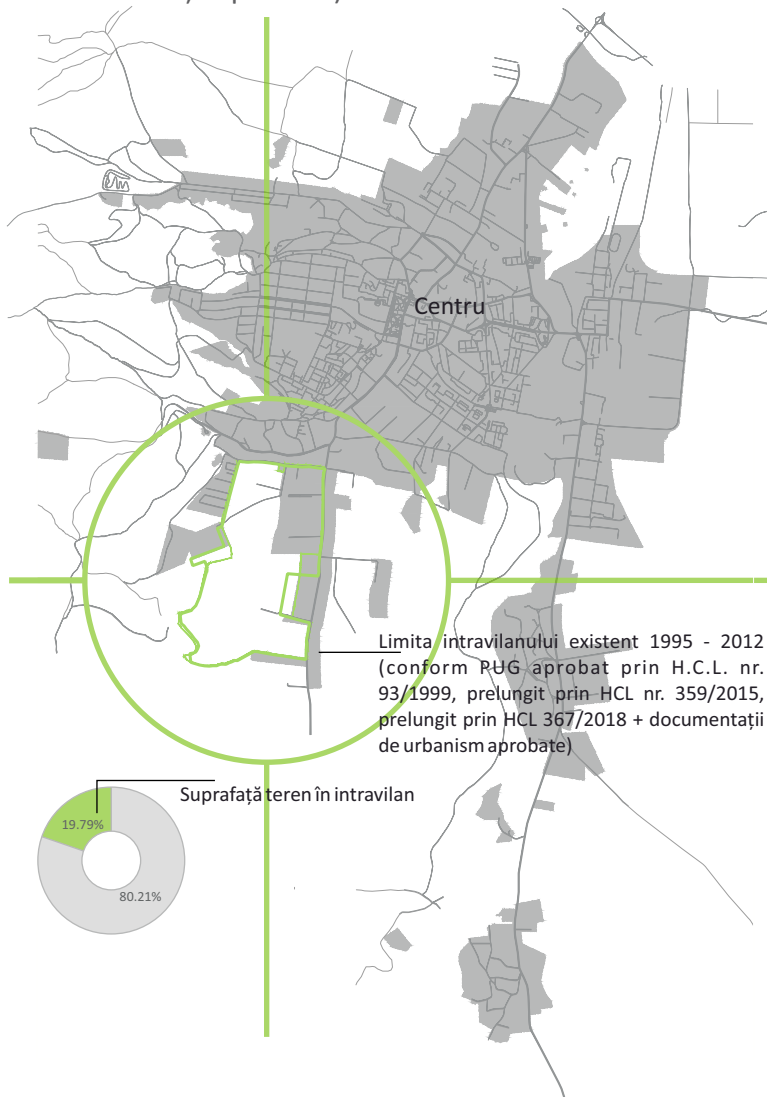 Centru
Limita intravilanului existent 1995 - 2012
(conform PUG aprobat prin H.C.L. nr.
93/1999, prelungit prin HCL nr. 359/2015,
prelungit prin HCL 367/2018 + documentații
de urbanism aprobate)
Suprafață teren în intravilan
19.79%
80.21%